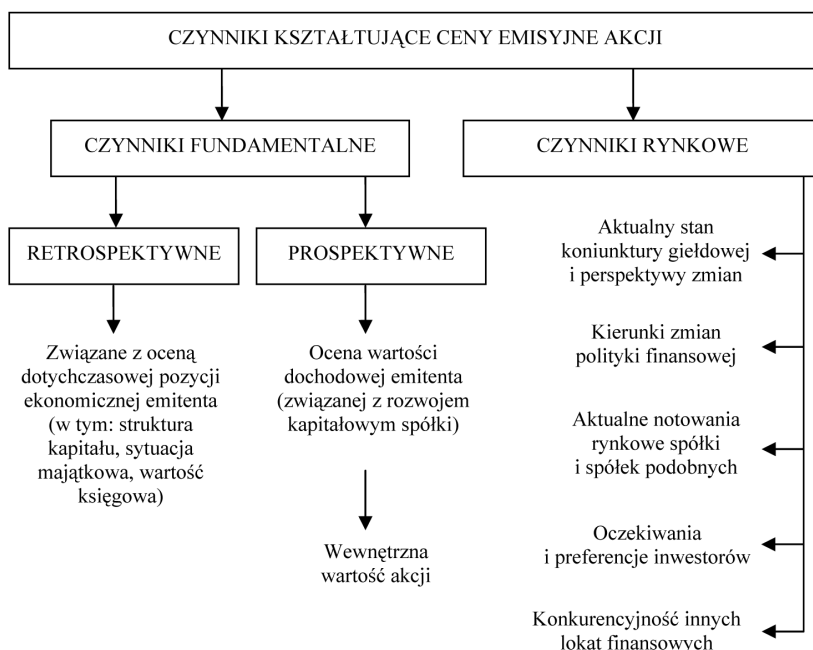 CZYNNIKI KSZTAŁTUJĄCE CENY EMISYJNE AKCJI
CZYNNIKI FUNDAMENTALNE
CZYNNIKI RYNKOWE
RETROSPEKTYWNE
PROSPEKTYWNE
Związane z oceną
dotychczasowej pozycji
ekonomicznej emitenta
(w tym: struktura
kapitału, sytuacja
majątkowa, wartość
księgowa)
Ocena wartości
dochodowej emitenta
(związanej z rozwojem
kapitałowym spółki)
Wewnętrzna
wartość akcji
Aktualny stan
koniunktury giełdowej
i perspektywy zmian
Kierunki zmian
polityki finansowej
Aktualne notowania
rynkowe spółki
i spółek podobnych
Oczekiwania
i preferencje inwestorów
Konkurencyjność innych
lokat finansowych